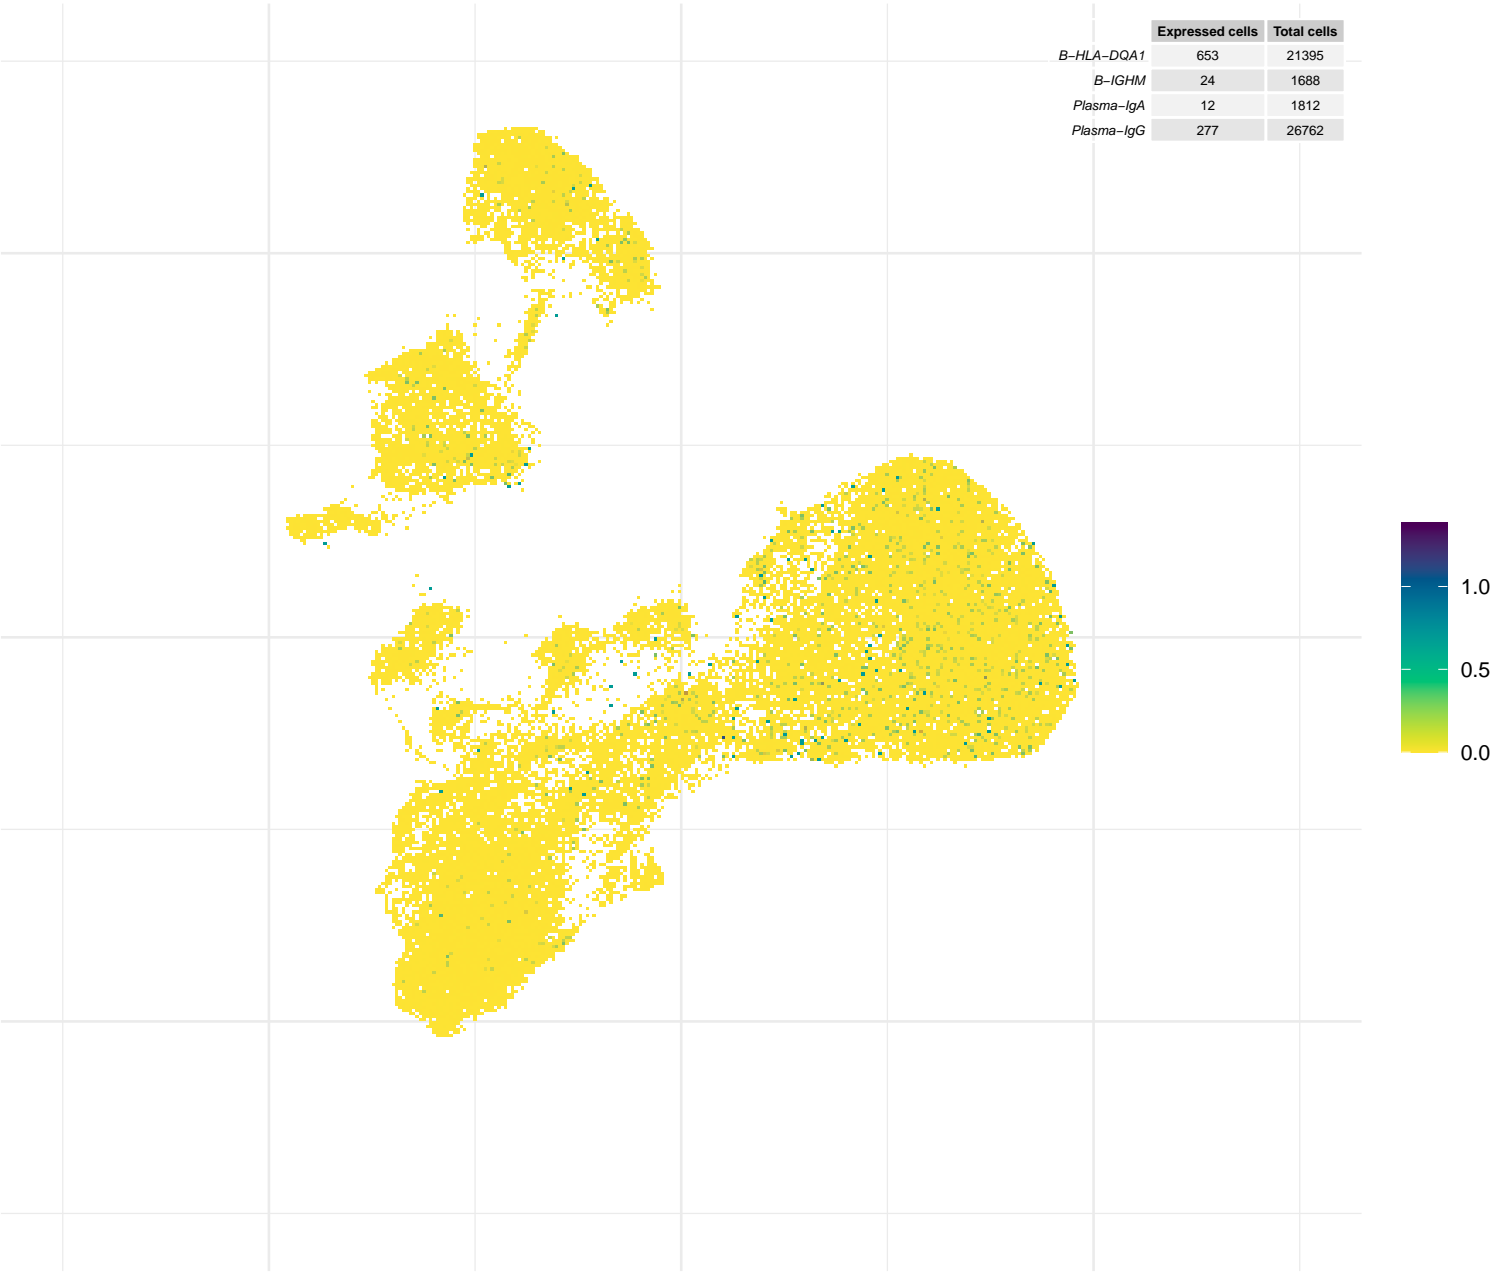 Expressed cells Total cells
B−HLA−DQA1 653 21395
B−IGHM 24 1688
Plasma−IgA 12 1812
Plasma−IgG 277 26762
1.0
0.5
0.0